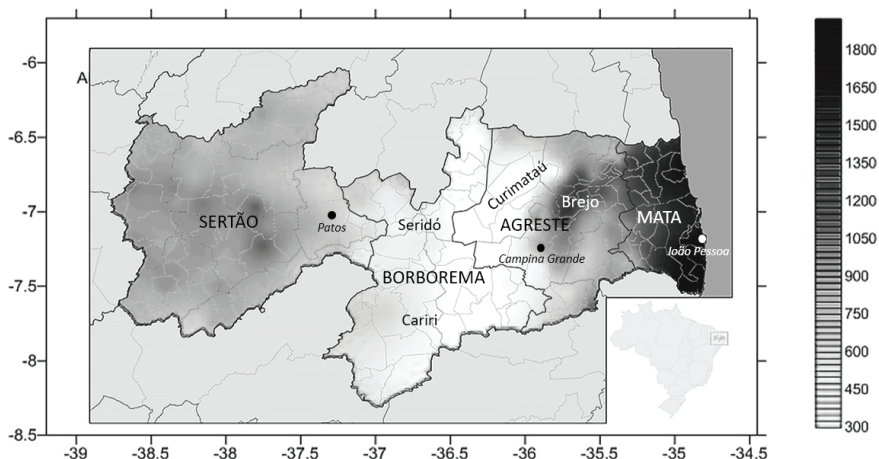 A
-6
-6.5
-7
-7.5
-8
-8.5
SERTÃO
Patos
Seridó
Curimataú
Brejo
AGRESTE
MATA
Campina Grande
João Pessoa
BORBOREMA
Cariri
-39 -38.5 -38 -37.5 -37 -36.5 -36 -35.5 -35 -34.5
1800
1650
1500
1350
1200
1050
900
750
600
450
300